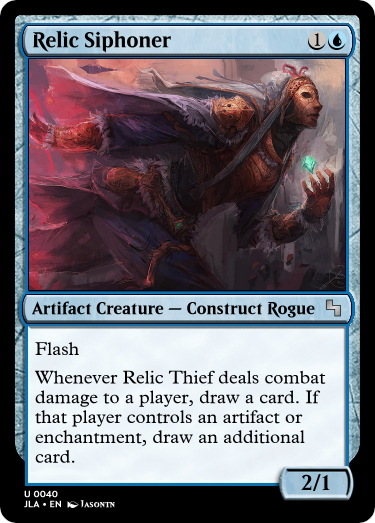 Relic Siphoner 1
Artifact Creature — Construct Rogue
Flash
Whenever Relic Thief deals combat
damage to a player, draw a card. If
that player controls an artifact or
enchantment, draw an additional
card.
2/1
U 0040
JLA • EN JASONTN